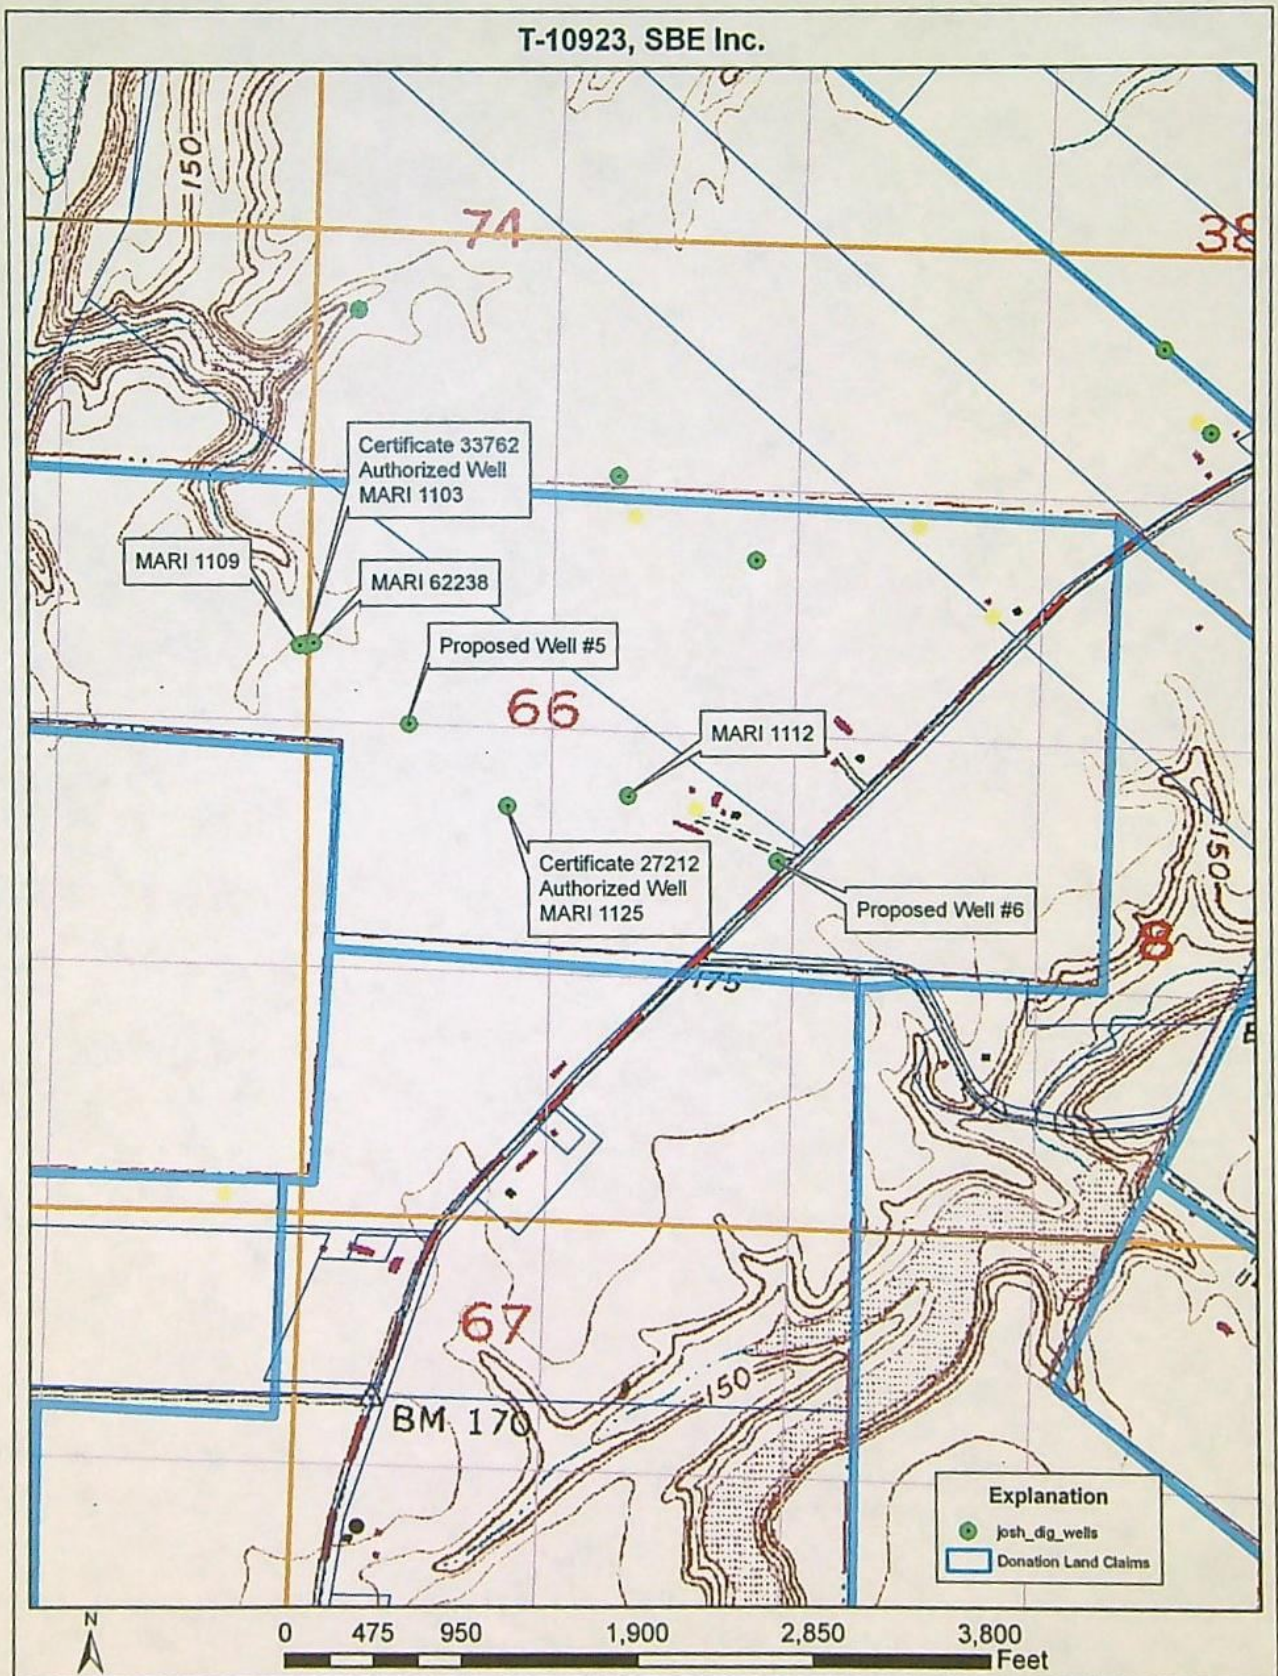 T-10923, SBE Inc.
150
74
38
Certificate 33762
Authorized Well
MARI 1103
MARI 1109
MARI 62238
Proposed Well #5
66
MARI 1112
Certificate 27212
Authorized Well
MARI 1125
Proposed Well #6
150
8
175
67
150
BM 170
Explanation
josh_dig_wells
Donation Land Claims
N
0 475 950 1,900 2,850 3,800
Feet